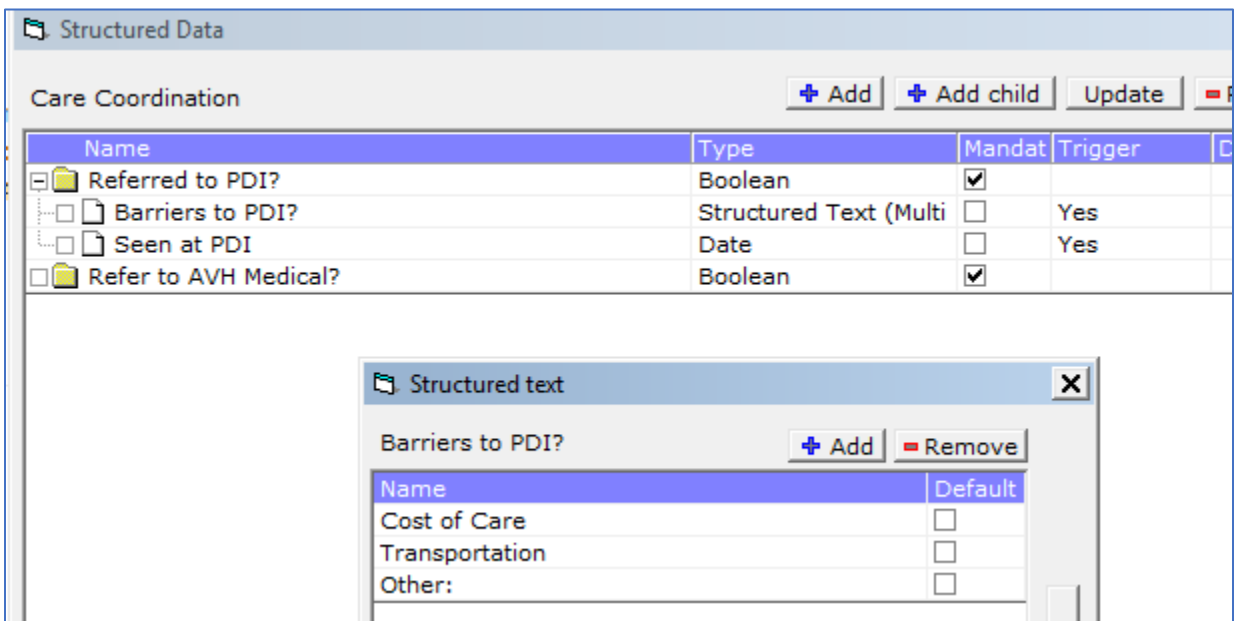 Structured Data
Care Coordination Add Add child Update
Name Type Mandat Trigger
Referred to PDI? Boolean
Barriers to PDI? Structured Text (Multi Yes
Seen at PDI Date Yes
Refer to AVH Medical? Boolean
Structured text
Barriers to PDI? Add Remove
Name Default
Cost of Care
Transportation
Other: